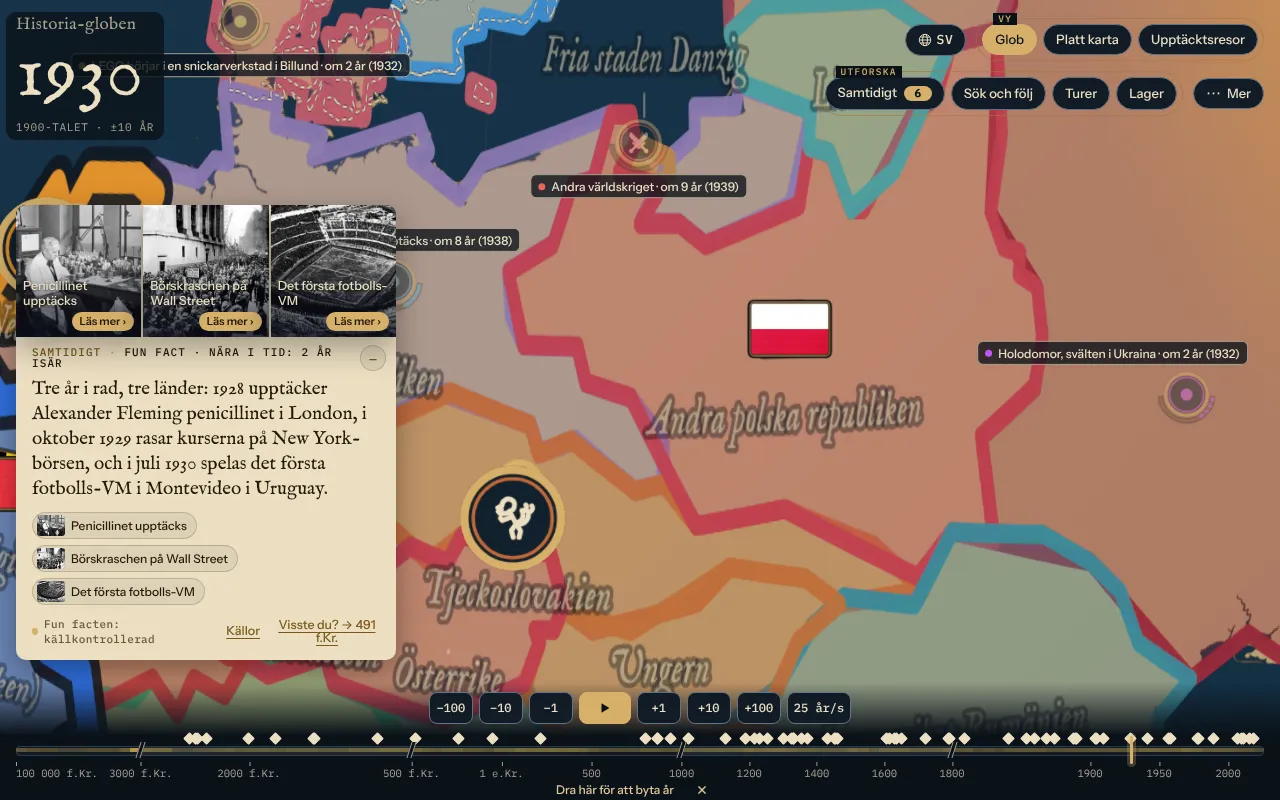 Historia-globen
1930
1900-TALET · ±10 ÅR
i en snickarverkstad i Billund · om 2 år (1932)
VY
SV
Glob
Platt karta
Upptäcktsresor
UTFORSKA
Samtidigt 6
Sök och följ
Turer
Lager
··· Mer
Fria staden Danzig
Andra världskriget · om 9 år (1939)
täcks · om 8 år (1938)
Holodomor, svälten i Ukraina · om 2 år (1932)
Andra polska republiken
iken
Tjeckoslovakien
Österrike
Ungern
Rumänien
Penicillinet
upptäcks
Läs mer ›
Börskraschen på
Wall Street
Läs mer ›
Det första fotbolls-
VM
Läs mer ›
SAMTIDIGT · FUN FACT · NÄRA I TID: 2 ÅR
ISÄR
–
Tre år i rad, tre länder: 1928 upptäcker
Alexander Fleming penicillinet i London, i
oktober 1929 rasar kurserna på New York-
börsen, och i juli 1930 spelas det första
fotbolls-VM i Montevideo i Uruguay.
Penicillinet upptäcks
Börskraschen på Wall Street
Det första fotbolls-VM
Fun facten:
källkontrollerad
Källor
Visste du? → 491
f.Kr.
−100
−10
−1
+1
+10
+100
25 år/s
100 000 f.Kr.
3000 f.Kr.
2000 f.Kr.
500 f.Kr.
1 e.Kr.
500
1000
1200
1400
1600
1800
1900
1950
2000
Dra här för att byta år ✕